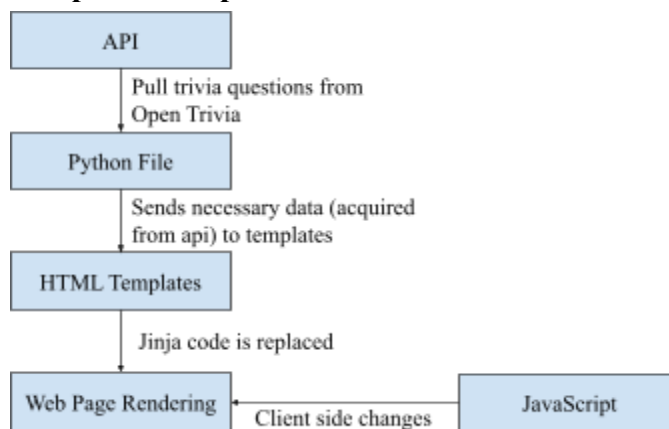 API
Pull trivia questions from
Open Trivia
Python File
Sends necessary data (acquired
from api) to templates
HTML Templates
Jinja code is replaced
Web Page Rendering
Client side changes
JavaScript